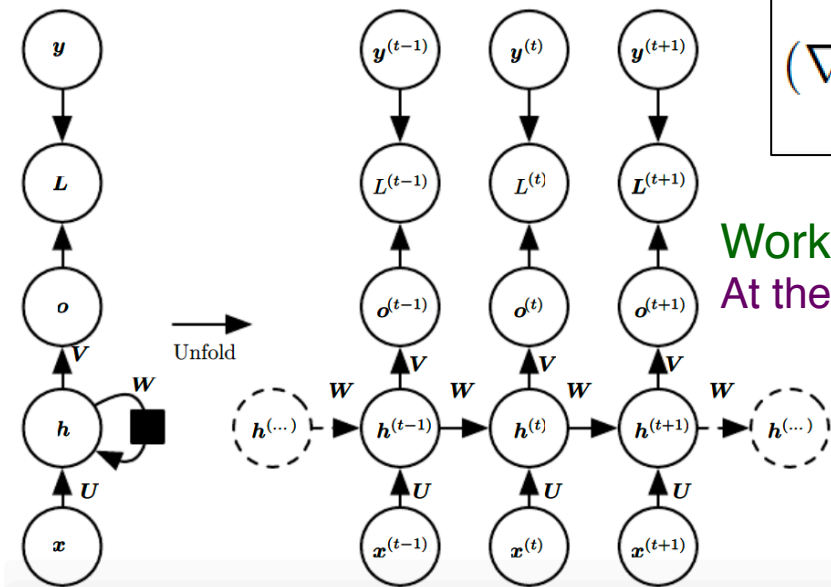 y y^(t−1) y^(t) y^(t+1)
(∇
L L^(t−1) L^(t) L^(t+1)
Work
At the
o o^(t−1) o^(t) o^(t+1)
Unfold
V V V V
W W W W W
h h^(...) h^(t−1) h^(t) h^(t+1) h^(...)
U U U U
x x^(t−1) x^(t) x^(t+1)